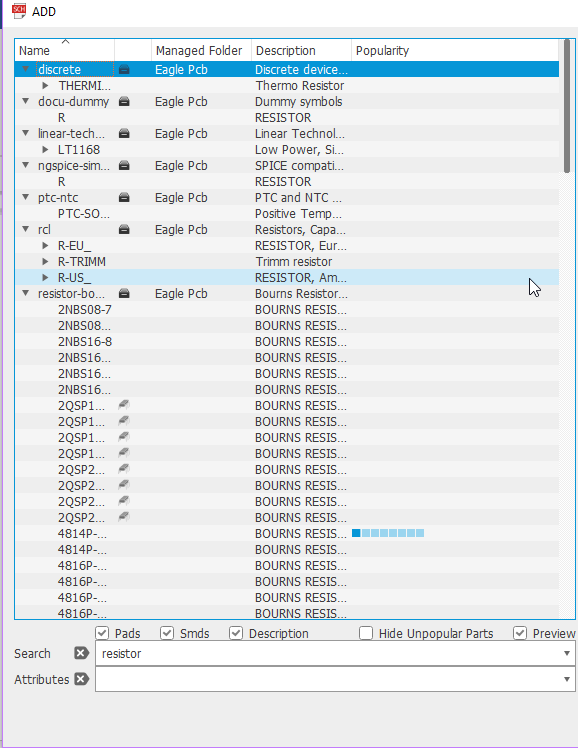 SCH ADD
Name Managed Folder Description Popularity
discrete Eagle Pcb Discrete device...
THERMI... Thermo Resistor
docu-dummy Eagle Pcb Dummy symbols
R RESISTOR
linear-tech... Eagle Pcb Linear Technol...
LT1168 Low Power, Si...
ngspice-sim... Eagle Pcb SPICE compati...
R RESISTOR
ptc-ntc Eagle Pcb PTC and NTC ...
PTC-SO... Positive Temp...
rcl Eagle Pcb Resistors, Capa...
R-EU_ RESISTOR, Eur...
R-TRIMM Trimm resistor
R-US_ RESISTOR, Am...
resistor-bo... Eagle Pcb Bourns Resistor...
2NBS08-7 BOURNS RESIS...
2NBS08... BOURNS RESIS...
2NBS16-8 BOURNS RESIS...
2NBS16... BOURNS RESIS...
2NBS16... BOURNS RESIS...
2NBS16... BOURNS RESIS...
2QSP1... BOURNS RESIS...
2QSP1... BOURNS RESIS...
2QSP1... BOURNS RESIS...
2QSP1... BOURNS RESIS...
2QSP2... BOURNS RESIS...
2QSP2... BOURNS RESIS...
2QSP2... BOURNS RESIS...
2QSP2... BOURNS RESIS...
4814P-... BOURNS RESIS...
4814P-... BOURNS RESIS...
4816P-... BOURNS RESIS...
4816P-... BOURNS RESIS...
4816P-... BOURNS RESIS...
4816P-... BOURNS RESIS...
Pads Smds Description Hide Unpopular Parts Preview
Search resistor
Attributes